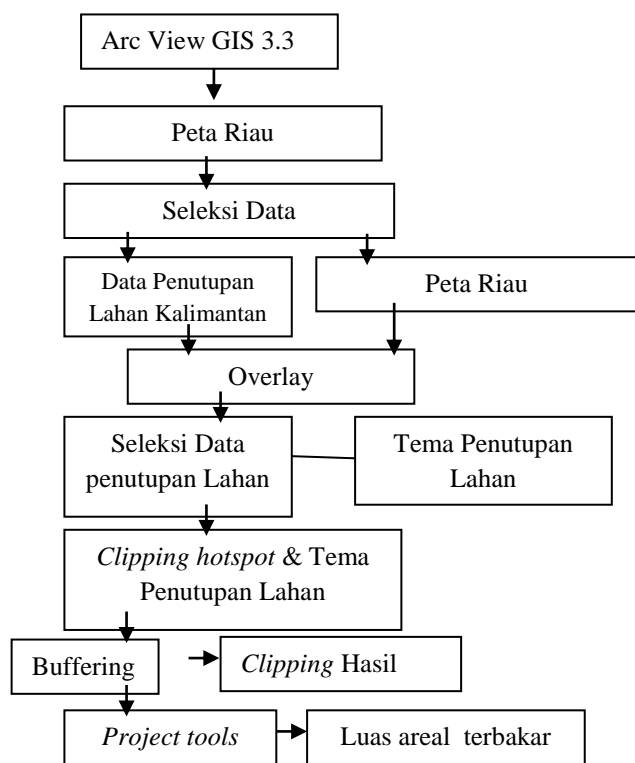 Arc View GIS 3.3
Peta Riau
Seleksi Data
Data Penutupan
Lahan Kalimantan
Peta Riau
Overlay
Seleksi Data
penutupan Lahan
Tema Penutupan
Lahan
Clipping hotspot & Tema
Penutupan Lahan
Buffering
Clipping Hasil
Project tools
Luas areal terbakar